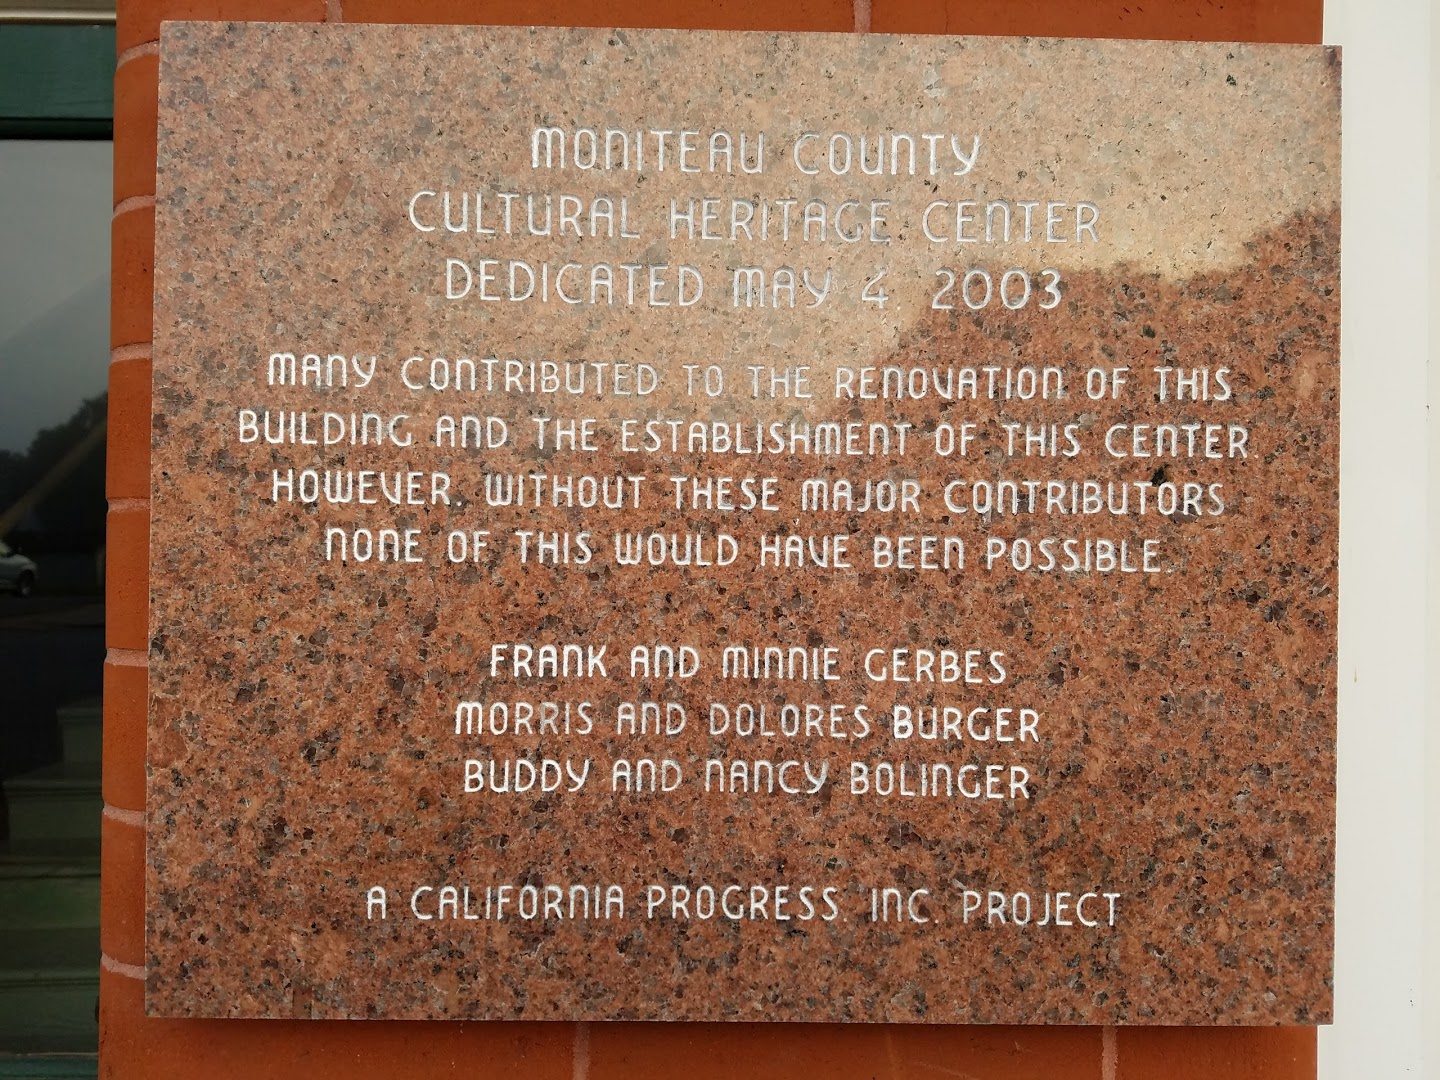 MONITEAU COUNTY
CULTURAL HERITAGE CENTER
DEDICATED MAY 4 2003
MANY CONTRIBUTED TO THE RENOVATION OF THIS
BUILDING AND THE ESTABLISHMENT OF THIS CENTER.
HOWEVER, WITHOUT THESE MAJOR CONTRIBUTORS
NONE OF THIS WOULD HAVE BEEN POSSIBLE.
FRANK AND MINNIE GERBES
MORRIS AND DOLORES BURGER
BUDDY AND NANCY BOLINGER
A CALIFORNIA PROGRESS, INC. PROJECT